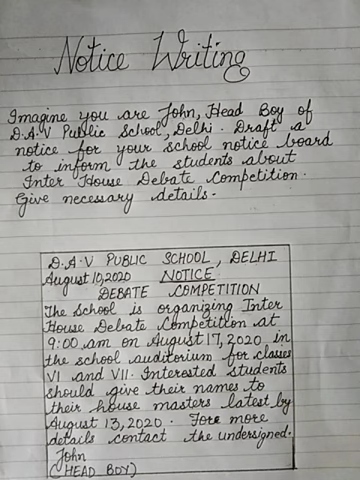 Notice Writing
Imagine you are John, Head Boy of
D.A.V Public School, Delhi. Draft a
notice for your school notice board
to inform the students about
Inter House Debate Competition.
Give necessary details.
D.A.V PUBLIC SCHOOL, DELHI
August 10, 2020 NOTICE
DEBATE COMPETITION
The School is organizing Inter
House Debate Competition at
9:00 am on August 17, 2020 in
the school auditorium for classes
VI and VII. Interested students
should give their names to
their house masters latest by
August 13, 2020. For more
details contact the undersigned.
John
(HEAD BOY)